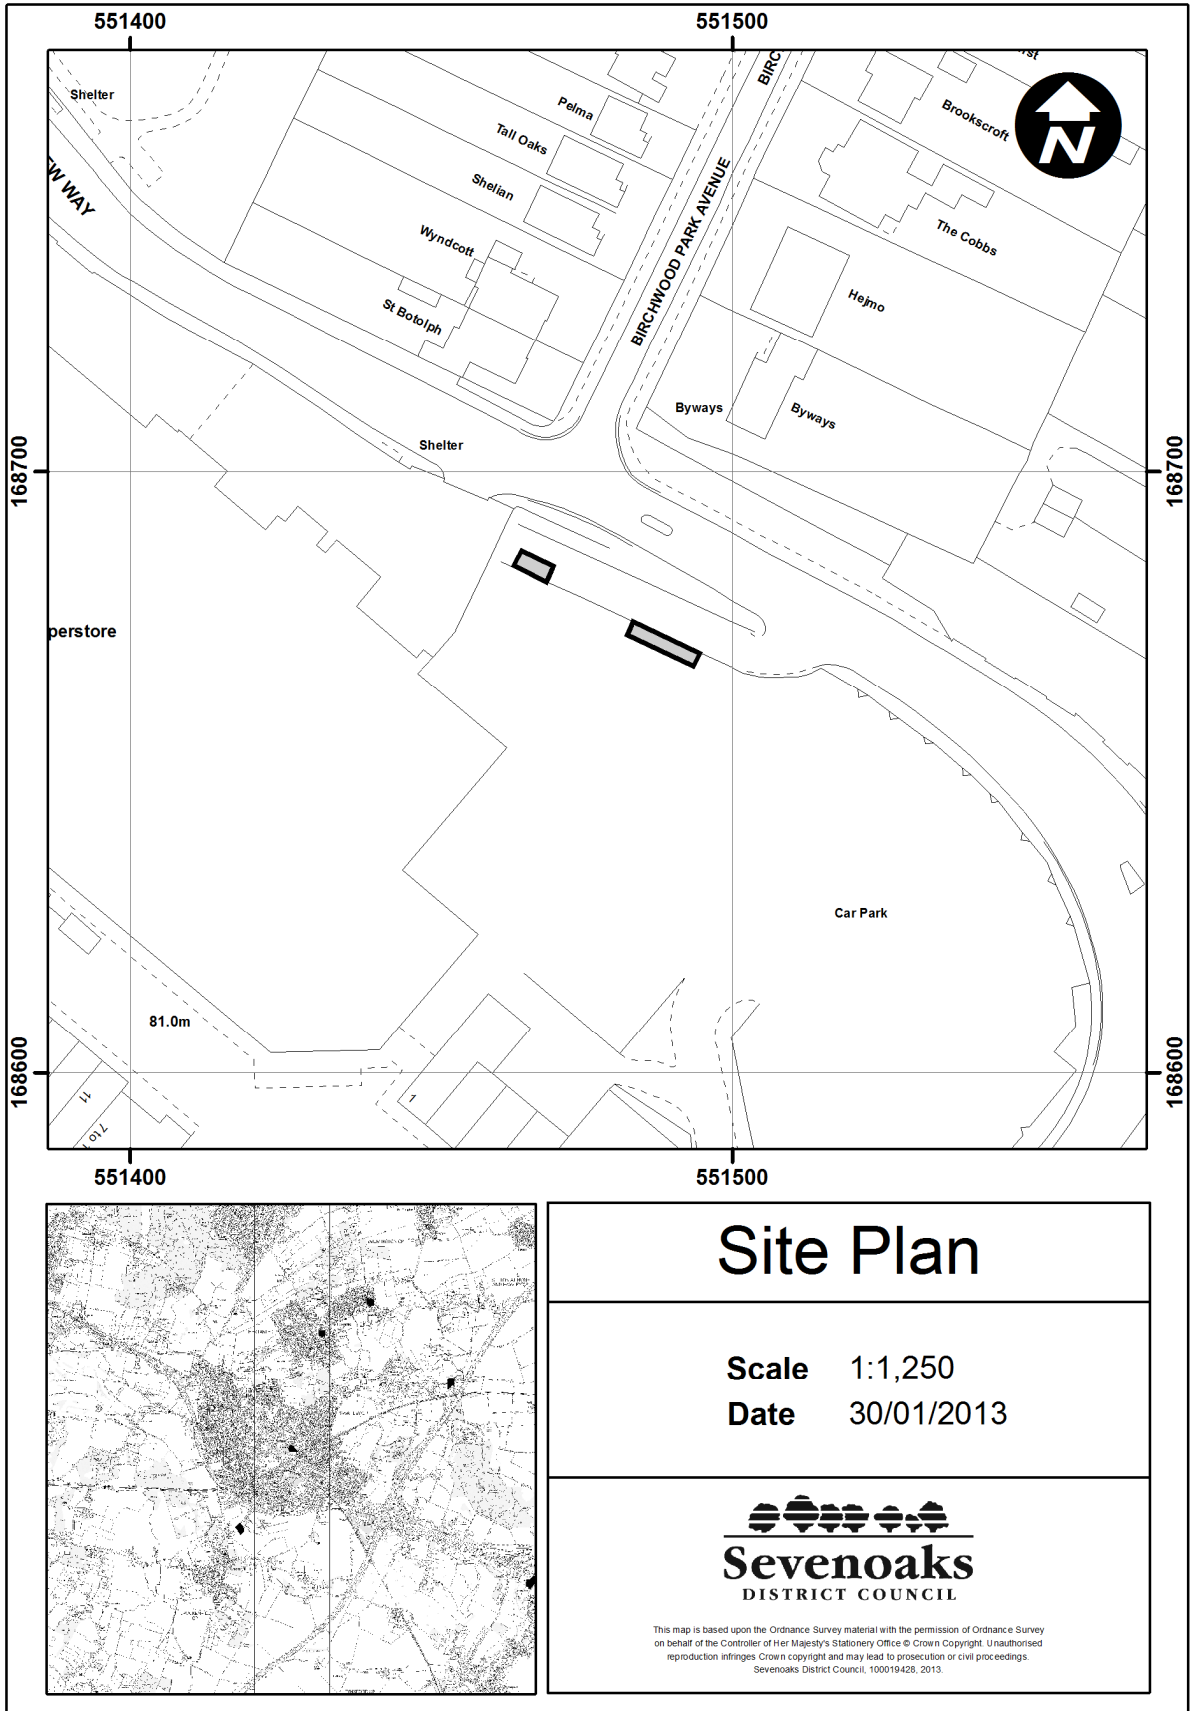 551400
551500
Shelter
EW WAY
Pelma
Tall Oaks
Shelian
Wyndcott
St Botolph
BIRCHWOOD PARK AVENUE
BIRC
rst
Brookscroft
N
The Cobbs
Hejmo
Byways
Byways
Shelter
168700
168700
perstore
Car Park
81.0m
11
7 to
1
168600
168600
551400
551500
Site Plan
Scale 1:1,250
Date 30/01/2013
Sevenoaks
DISTRICT COUNCIL
This map is based upon the Ordnance Survey material with the permission of Ordnance Survey
on behalf of the Controller of Her Majesty's Stationery Office © Crown Copyright. Unauthorised
reproduction infringes Crown copyright and may lead to prosecution or civil proceedings.
Sevenoaks District Council, 100019428, 2013.